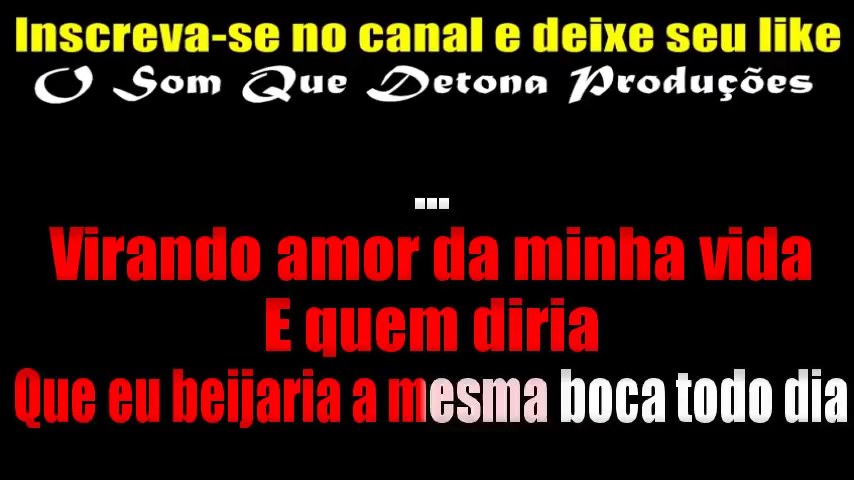 Inscreva-se no canal e deixe seu like
O Som Que Detona Produções
...
Virando amor da minha vida
E quem diria
Que eu beijaria a mesma boca todo dia